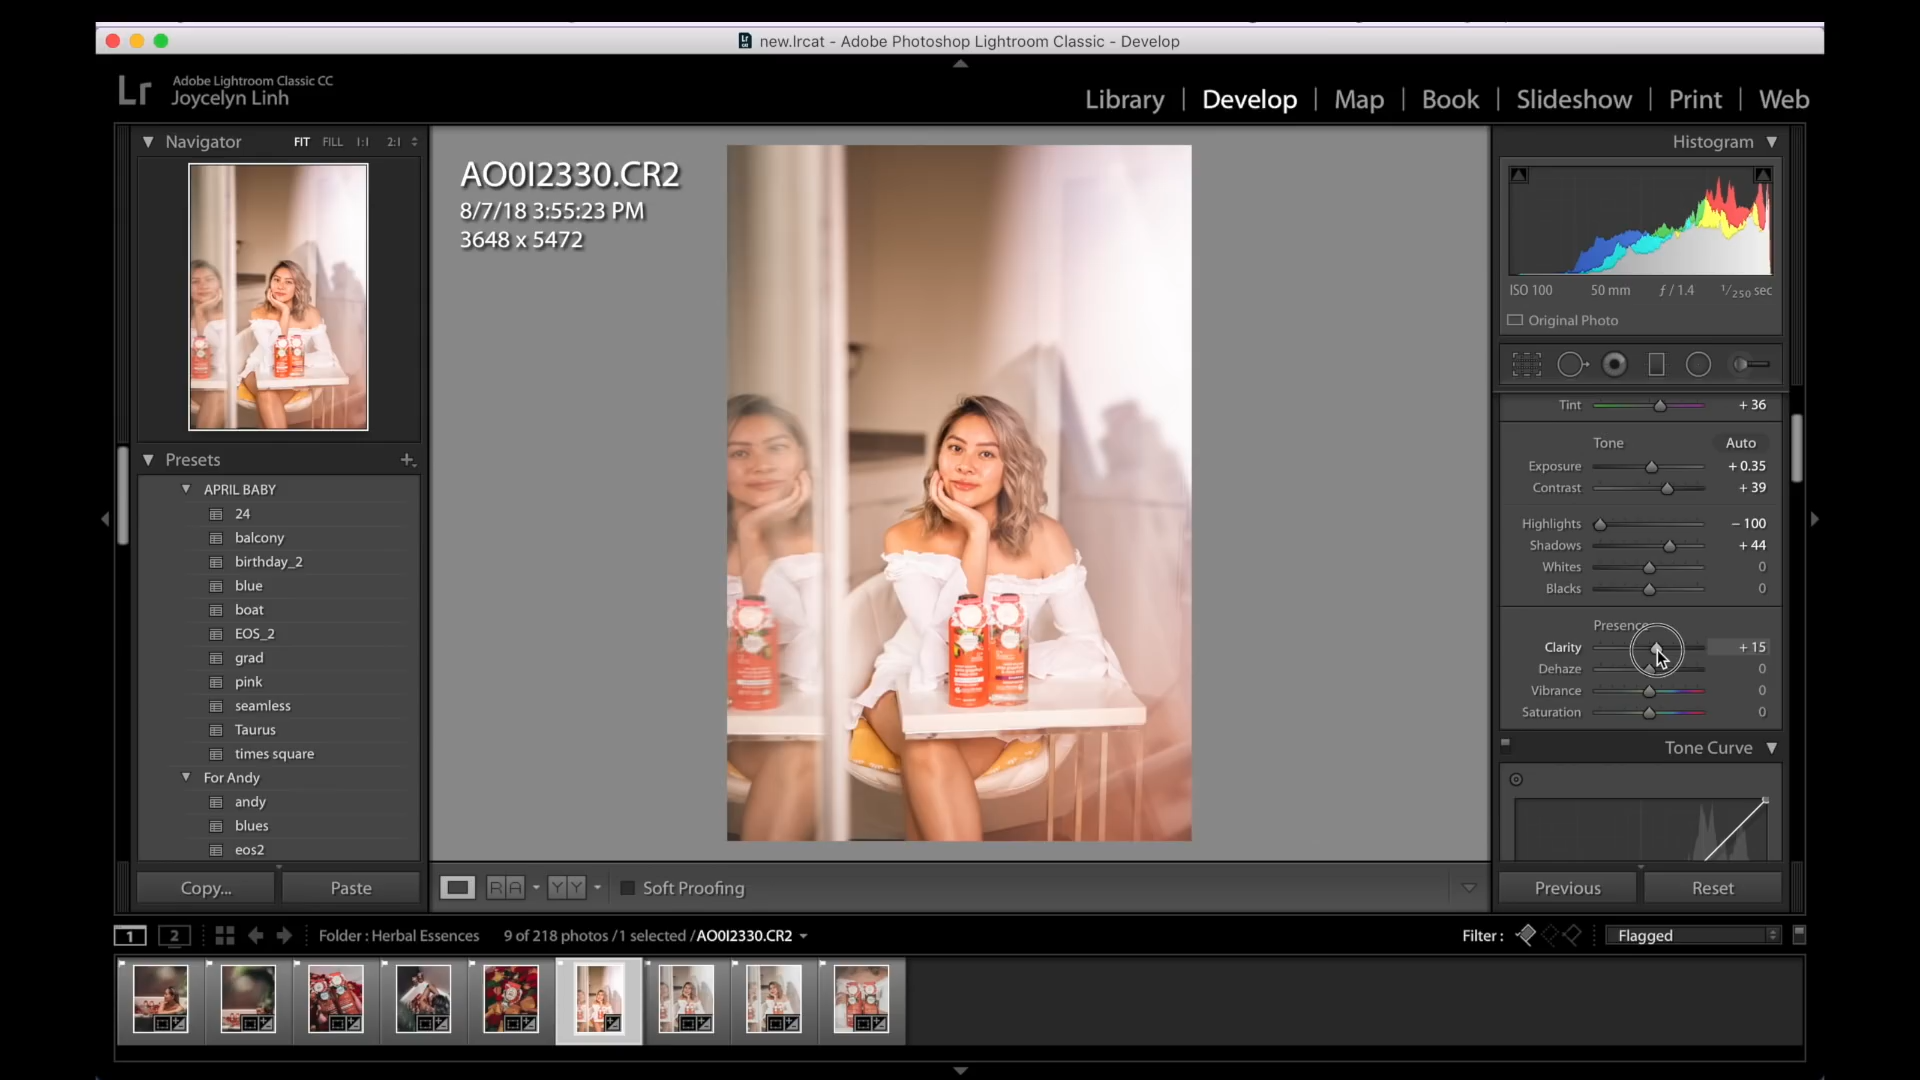 new.lrcat - Adobe Photoshop Lightroom Classic - Develop
Lr
Adobe Lightroom Classic CC
Joycelyn Linh
Library | Develop | Map | Book | Slideshow | Print | Web
Navigator FIT FILL 1:1 2:1
AO0I2330.CR2
8/7/18 3:55:23 PM
3648 x 5472
Histogram
ISO 100 50 mm ƒ / 1.4 1/250 sec
Original Photo
Tint + 36
Tone Auto
Exposure + 0.35
Contrast + 39
Highlights − 100
Shadows + 44
Whites 0
Blacks 0
Presence
Clarity + 15
Dehaze 0
Vibrance 0
Saturation 0
Tone Curve
Presets
APRIL BABY
24
balcony
birthday_2
blue
boat
EOS_2
grad
pink
seamless
Taurus
times square
For Andy
andy
blues
eos2
Copy... Paste
R A Y Y Soft Proofing
Previous Reset
1 2 Folder : Herbal Essences 9 of 218 photos /1 selected /AO0I2330.CR2
Filter : Flagged